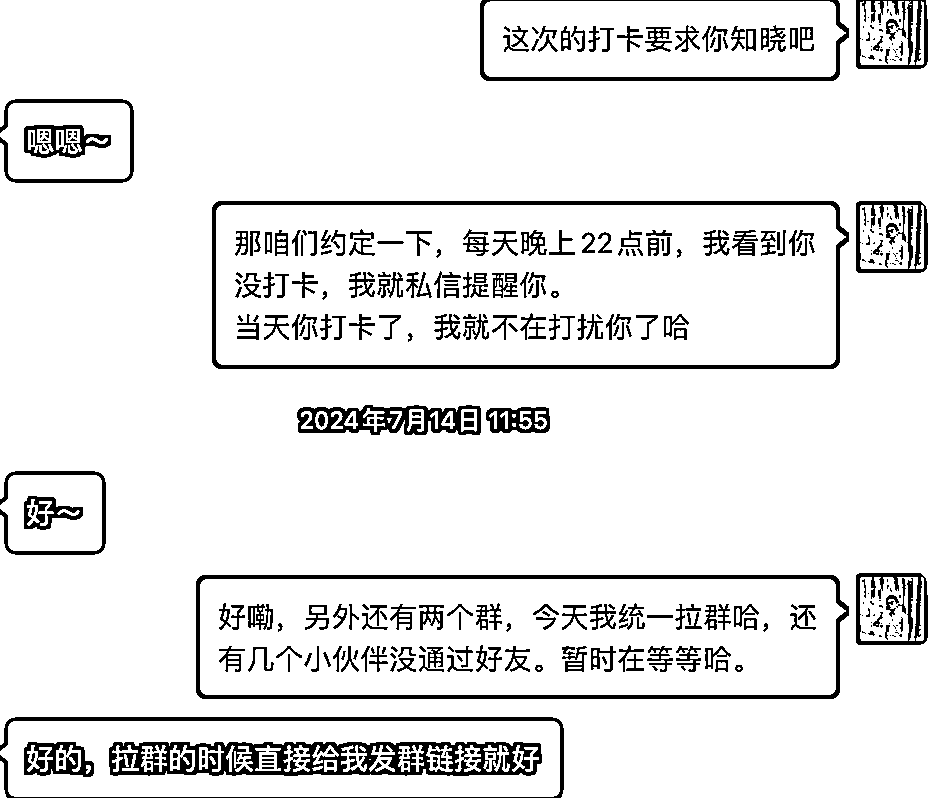 这次的打卡要求你知晓吧
嗯嗯～
那咱们约定一下，每天晚上22点前，我看到你
没打卡，我就私信提醒你。
当天你打卡了，我就不在打扰你了哈
2024年7月14日 11:55
好～
好嘞，另外还有两个群，今天我统一拉群哈，还
有几个小伙伴没通过好友。暂时在等等哈。
好的，拉群的时候直接给我发群链接就好